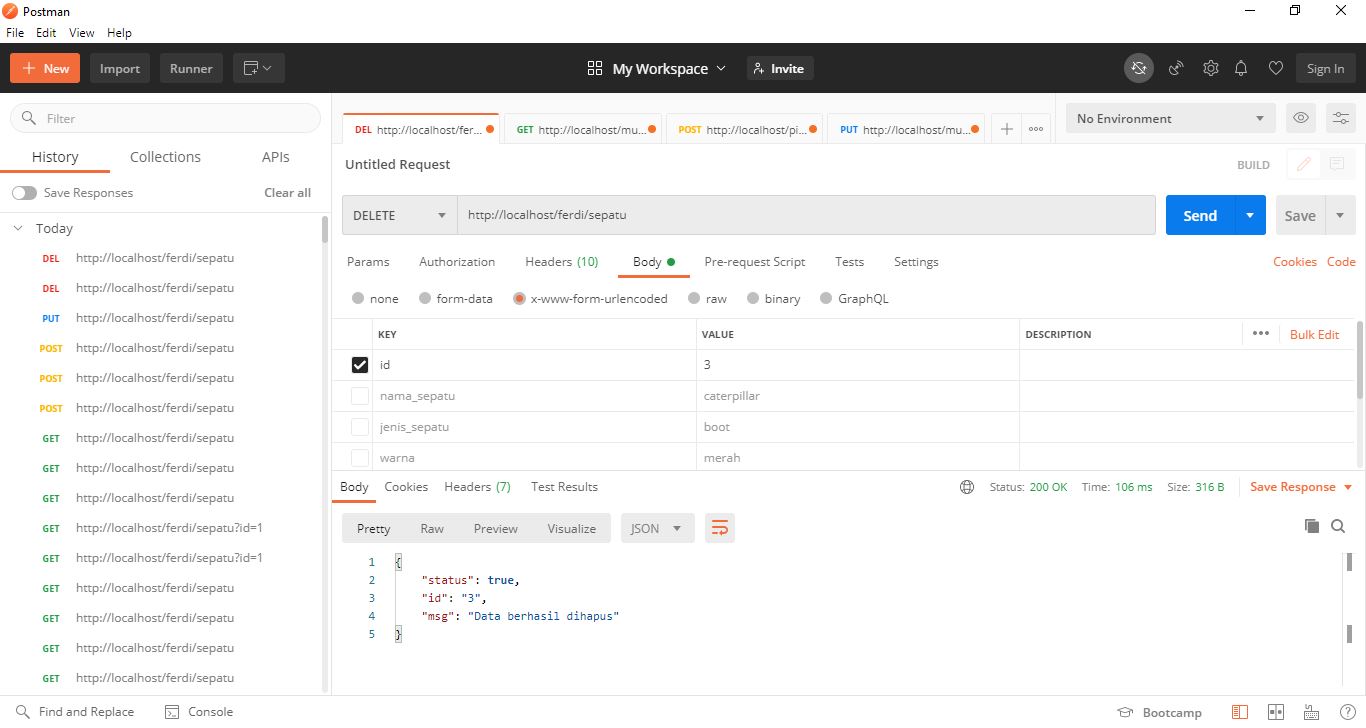 Postman
File Edit View Help
New Import Runner My Workspace Invite Sign In
Filter
History Collections APIs
Save Responses Clear all
Today
DEL http://localhost/ferdi/sepatu
DEL http://localhost/ferdi/sepatu
PUT http://localhost/ferdi/sepatu
POST http://localhost/ferdi/sepatu
POST http://localhost/ferdi/sepatu
POST http://localhost/ferdi/sepatu
GET http://localhost/ferdi/sepatu
GET http://localhost/ferdi/sepatu
GET http://localhost/ferdi/sepatu
GET http://localhost/ferdi/sepatu?id=1
GET http://localhost/ferdi/sepatu?id=1
GET http://localhost/ferdi/sepatu
GET http://localhost/ferdi/sepatu
GET http://localhost/ferdi/sepatu
GET http://localhost/ferdi/sepatu
DEL http://localhost/fer... GET http://localhost/mu... POST http://localhost/pi... PUT http://localhost/mu... No Environment
Untitled Request BUILD
DELETE http://localhost/ferdi/sepatu Send Save
Params Authorization Headers (10) Body Pre-request Script Tests Settings Cookies Code
none form-data x-www-form-urlencoded raw binary GraphQL
KEY VALUE DESCRIPTION Bulk Edit
id 3
nama_sepatu caterpillar
jenis_sepatu boot
warna merah
Body Cookies Headers (7) Test Results Status: 200 OK Time: 106 ms Size: 316 B Save Response
Pretty Raw Preview Visualize JSON
1 {
2 "status": true,
3 "id": "3",
4 "msg": "Data berhasil dihapus"
5 }
Find and Replace Console Bootcamp